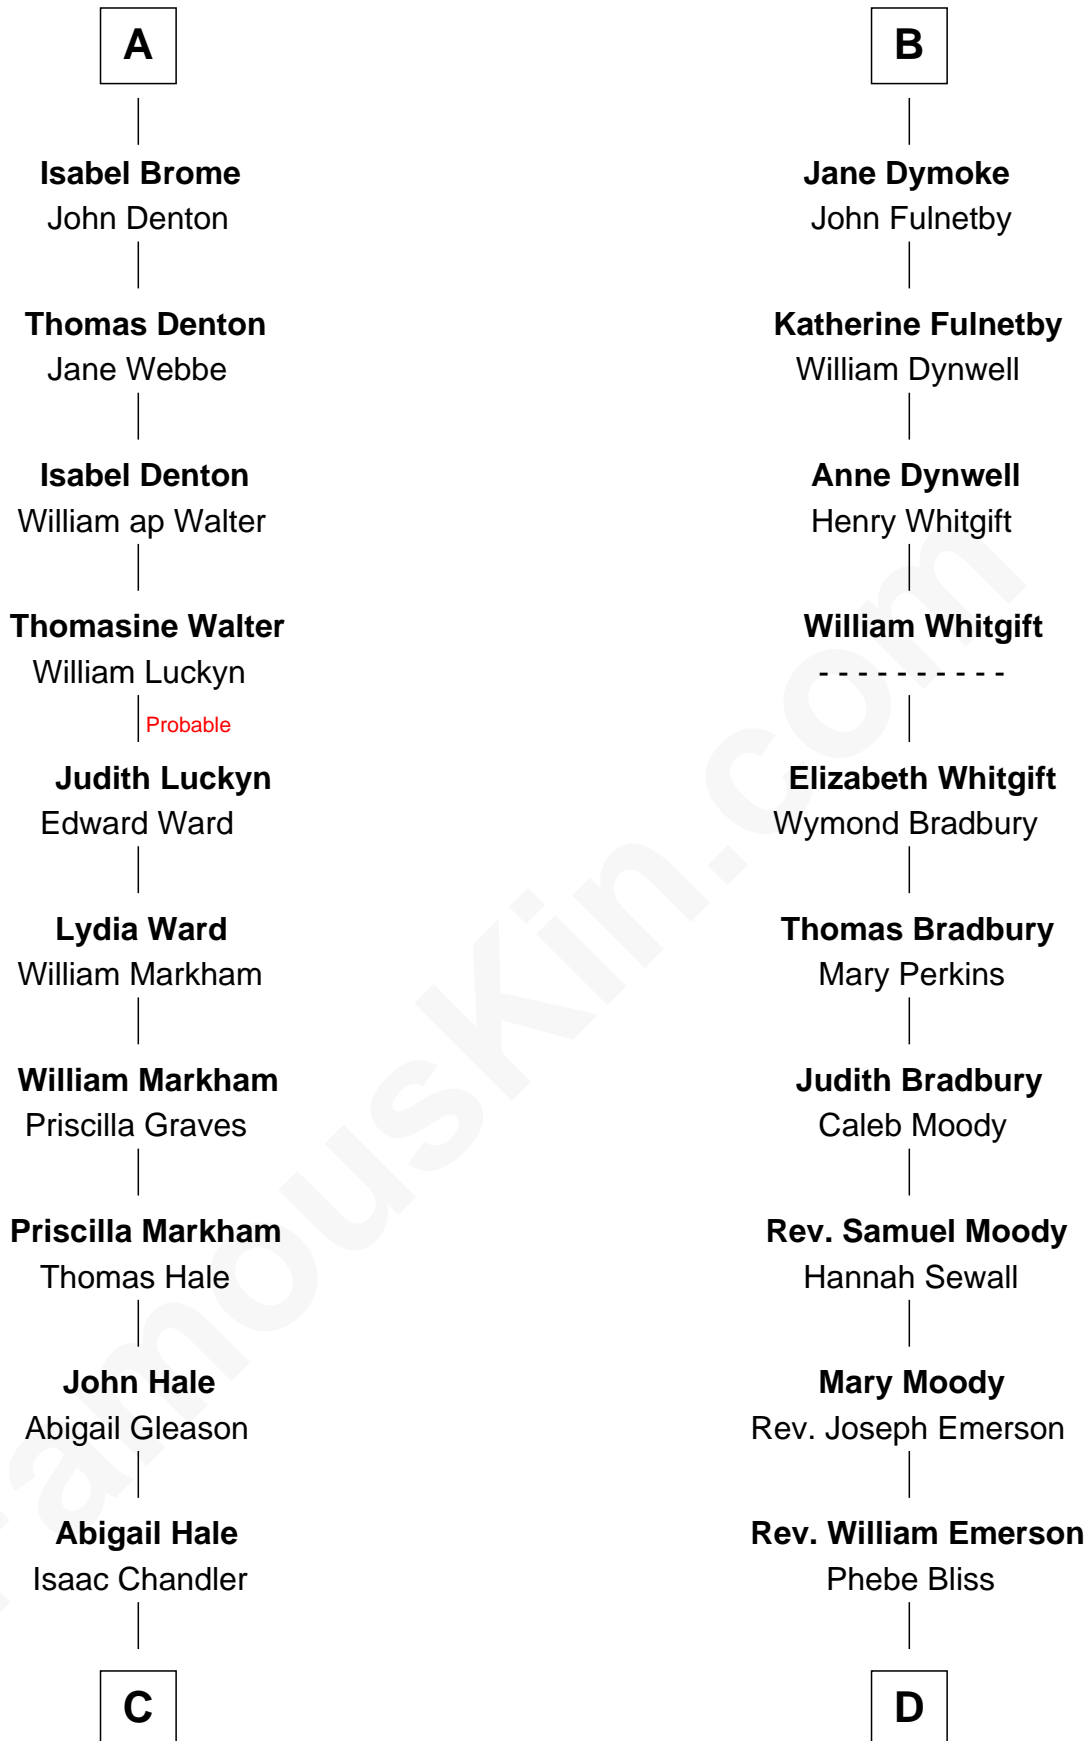 A
Isabel Brome
John Denton
Thomas Denton
Jane Webbe
Isabel Denton
William ap Walter
Thomasine Walter
William Luckyn
Probable
Judith Luckyn
Edward Ward
Lydia Ward
William Markham
William Markham
Priscilla Graves
Priscilla Markham
Thomas Hale
John Hale
Abigail Gleason
Abigail Hale
Isaac Chandler
C
B
Jane Dymoke
John Fulnetby
Katherine Fulnetby
William Dynwell
Anne Dynwell
Henry Whitgift
William Whitgift
- - - - - - - - - -
Elizabeth Whitgift
Wymond Bradbury
Thomas Bradbury
Mary Perkins
Judith Bradbury
Caleb Moody
Rev. Samuel Moody
Hannah Sewall
Mary Moody
Rev. Joseph Emerson
Rev. William Emerson
Phebe Bliss
D
FamousKin.com